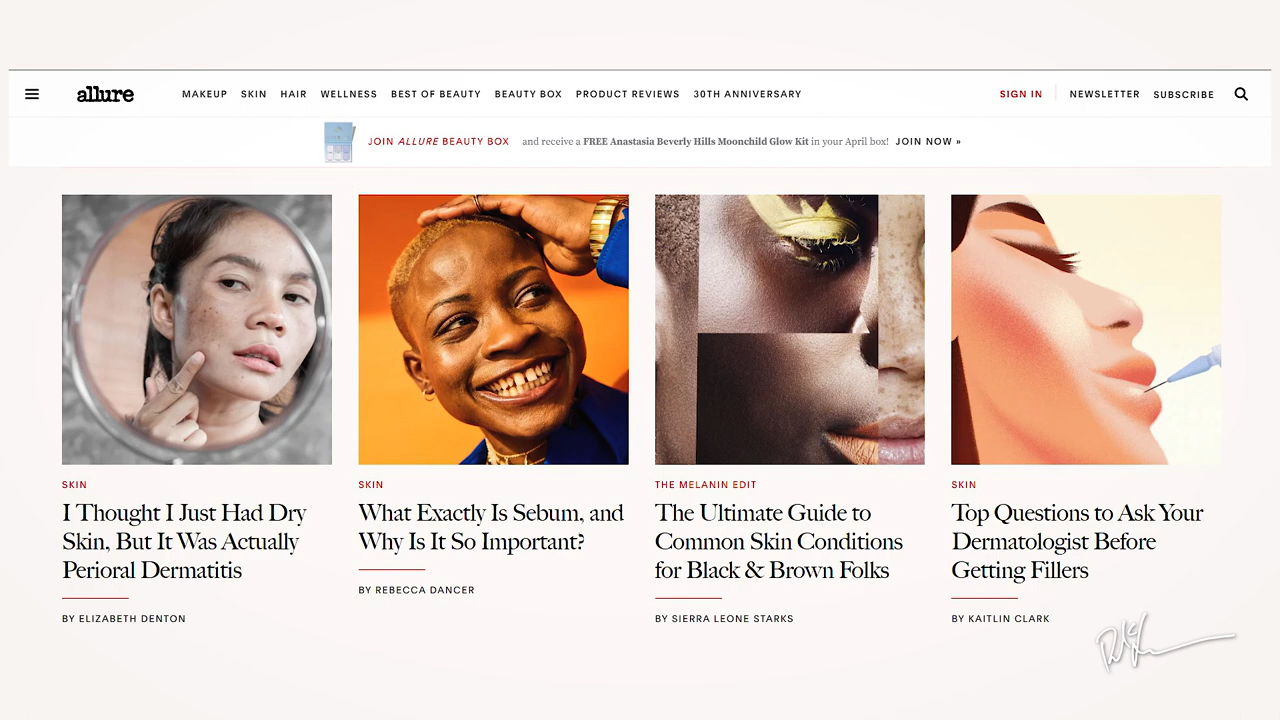 allure
MAKEUP SKIN HAIR WELLNESS BEST OF BEAUTY BEAUTY BOX PRODUCT REVIEWS 30TH ANNIVERSARY
SIGN IN NEWSLETTER SUBSCRIBE
JOIN ALLURE BEAUTY BOX and receive a FREE Anastasia Beverly Hills Moonchild Glow Kit in your April box! JOIN NOW »
SKIN
I Thought I Just Had Dry
Skin, But It Was Actually
Perioral Dermatitis
BY ELIZABETH DENTON
SKIN
What Exactly Is Sebum, and
Why Is It So Important?
BY REBECCA DANCER
THE MELANIN EDIT
The Ultimate Guide to
Common Skin Conditions
for Black & Brown Folks
BY SIERRA LEONE STARKS
SKIN
Top Questions to Ask Your
Dermatologist Before
Getting Fillers
BY KAITLIN CLARK